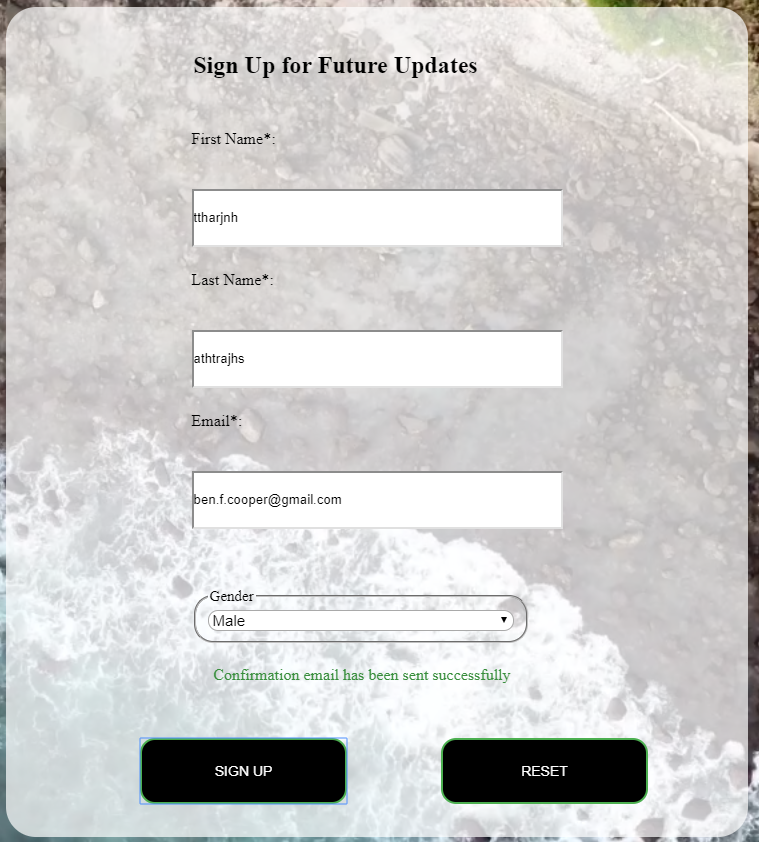 Sign Up for Future Updates
First Name*:
ttharjnh
Last Name*:
athtrajhs
Email*:
ben.f.cooper@gmail.com
Gender
Male
Confirmation email has been sent successfully
SIGN UP
RESET